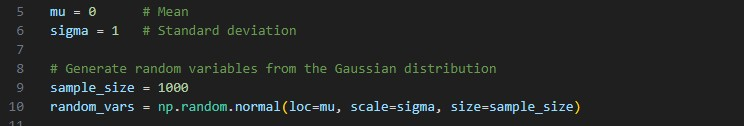 5 mu = 0 # Mean
6 sigma = 1 # Standard deviation
7
8 # Generate random variables from the Gaussian distribution
9 sample_size = 1000
10 random_vars = np.random.normal(loc=mu, scale=sigma, size=sample_size)
11